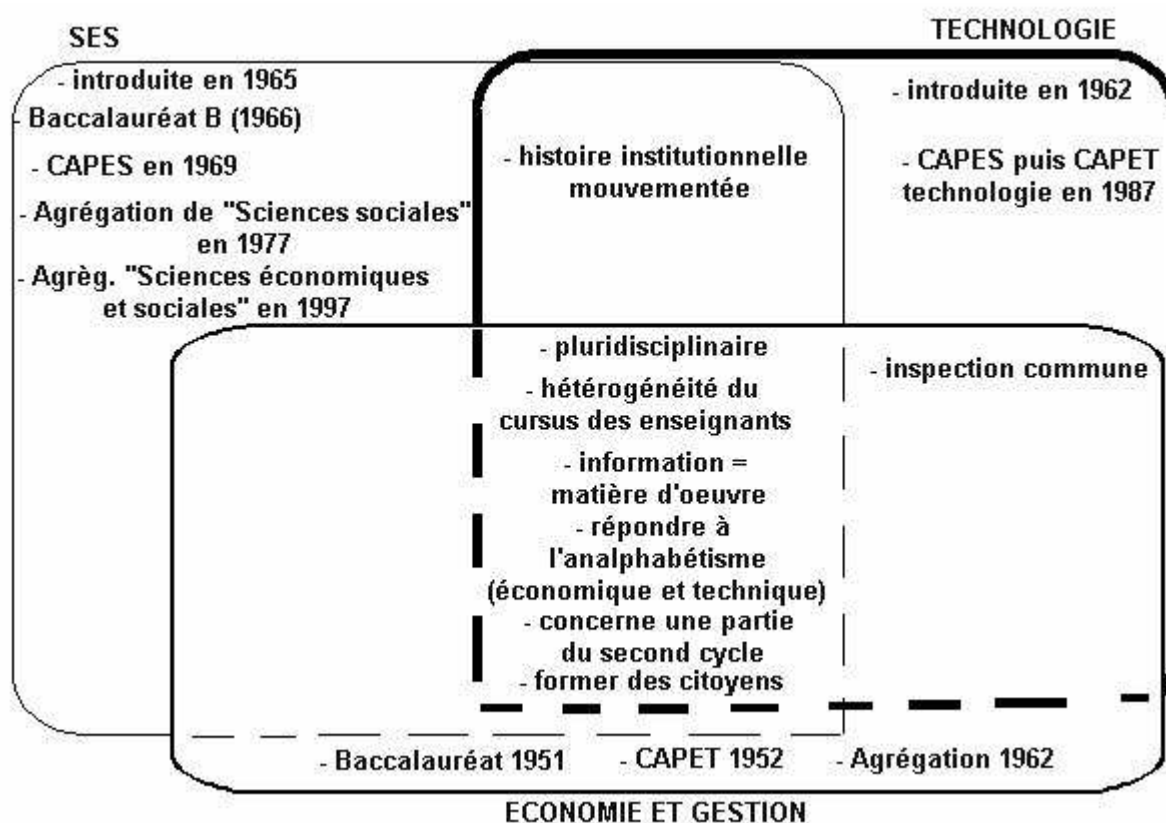 SES
- introduite en 1965
- Baccalauréat B (1966)
- CAPES en 1969
- Agrégation de "Sciences sociales"
en 1977
- Agrèg. "Sciences économiques
et sociales" en 1997
TECHNOLOGIE
- introduite en 1962
- CAPES puis CAPET
technologie en 1987
- histoire institutionnelle
mouvementée
- pluridisciplinaire
- hétérogénéité du
cursus des enseignants
- information =
matière d'oeuvre
- répondre à
l'analphabétisme
(économique et technique)
- concerne une partie
du second cycle
- former des citoyens
- inspection commune
- Baccalauréat 1951
- CAPET 1952
- Agrégation 1962
ECONOMIE ET GESTION